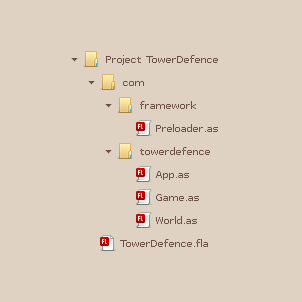 Project TowerDefence
com
framework
Preloader.as
towerdefence
App.as
Game.as
World.as
TowerDefence.fla